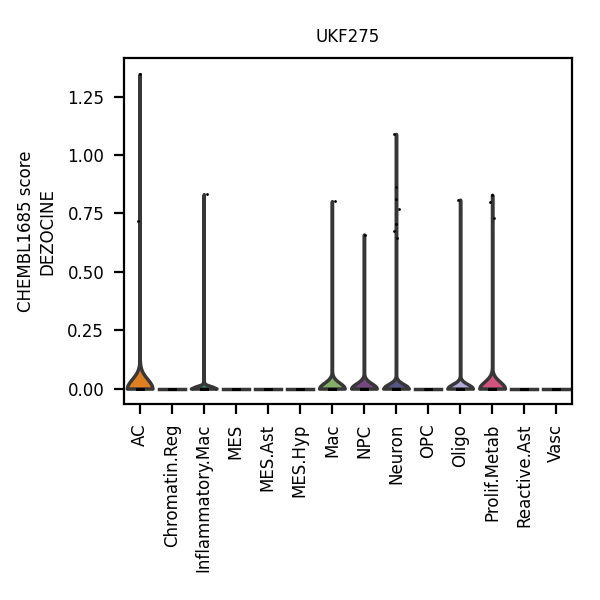 UKF275
CHEMBL1685 score
DEZOCINE
1.25
1.00
0.75
0.50
0.25
0.00
AC
Chromatin.Reg
Inflammatory.Mac
MES
MES.Ast
MES.Hyp
Mac
NPC
Neuron
OPC
Oligo
Prolif.Metab
Reactive.Ast
Vasc